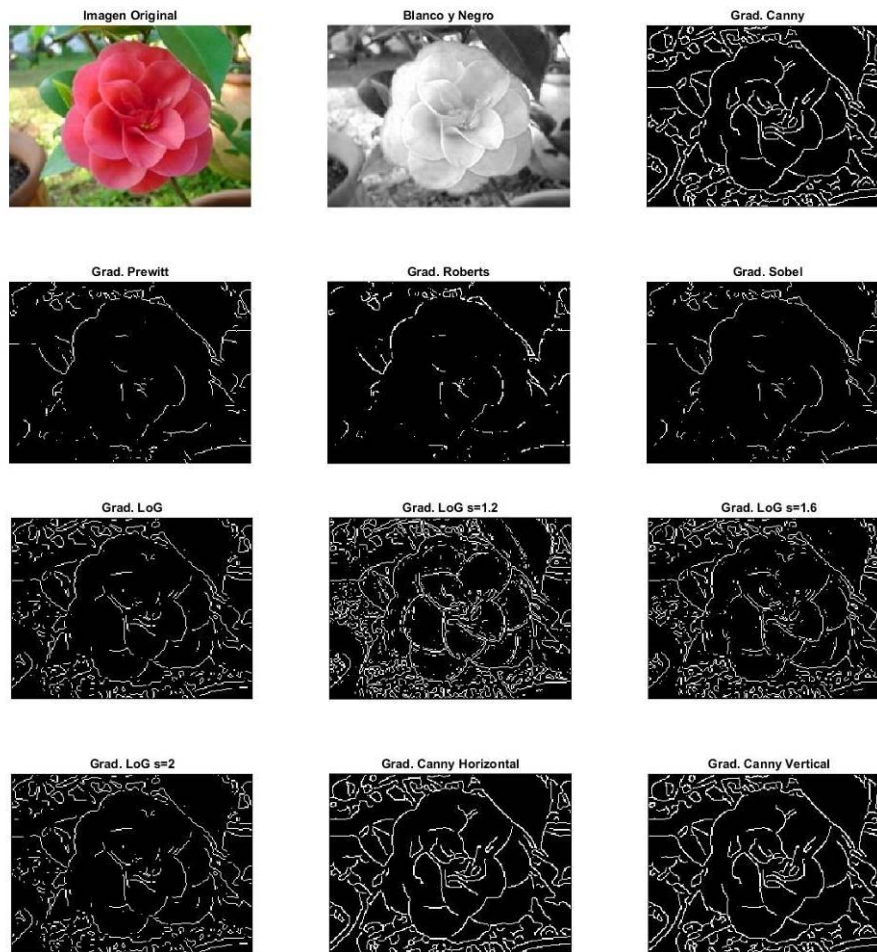 Imagen Original
Blanco y Negro
Grad. Canny
Grad. Prewitt
Grad. Roberts
Grad. Sobel
Grad. LoG
Grad. LoG s=1.2
Grad. LoG s=1.6
Grad. LoG s=2
Grad. Canny Horizontal
Grad. Canny Vertical